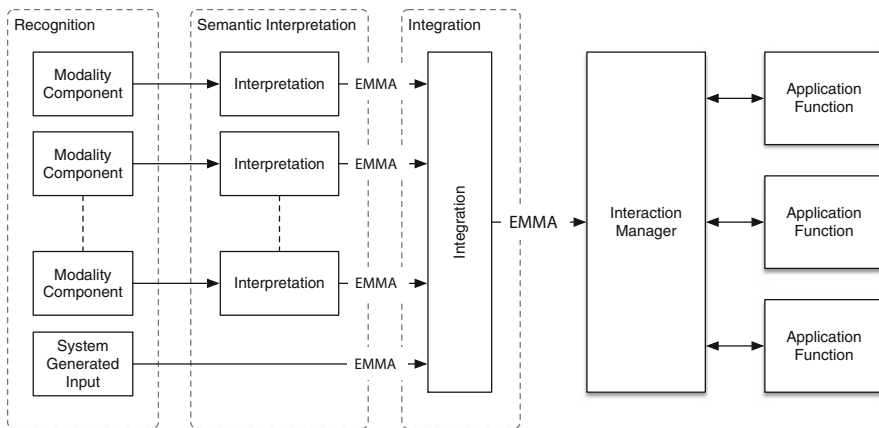 Recognition
Semantic Interpretation
Integration
Modality
Component
Interpretation
EMMA
Modality
Component
Interpretation
EMMA
Modality
Component
Interpretation
EMMA
System
Generated
Input
EMMA
Integration
EMMA
Interaction
Manager
Application
Function
Application
Function
Application
Function